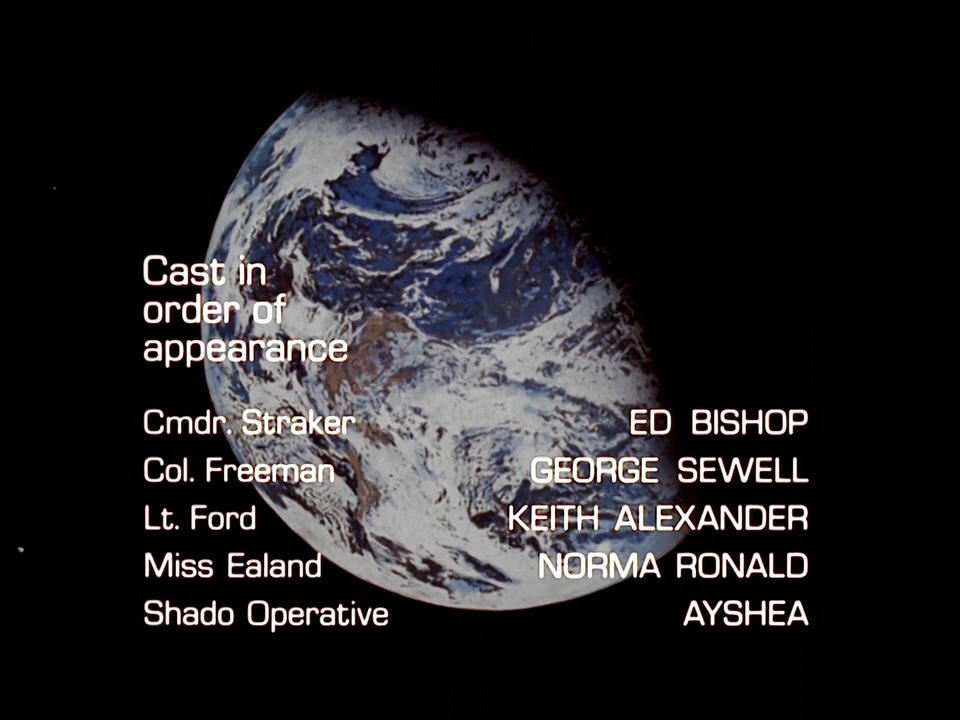 Cast in
order of
appearance
Cmdr. Straker ED BISHOP
Col. Freeman GEORGE SEWELL
Lt. Ford KEITH ALEXANDER
Miss Ealand NORMA RONALD
Shado Operative AYSHEA